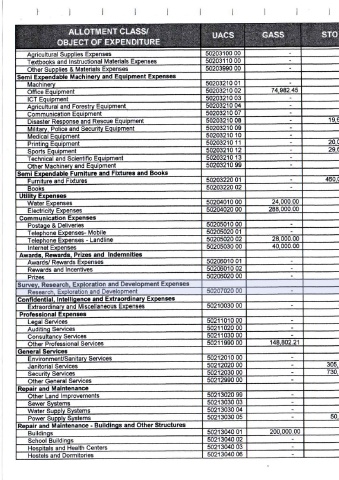 ALLOTMENT CLASS/ OBJECT OF EXPENDITURE UACS GASS STO
Agricultural Supplies Expenses 50203100 00 -
Textbooks and Instructional Materials Expenses 50203110 00 -
Other Supplies & Materials Expenses 50203990 00 -
Semi Expendable Machinery and Equipment Expenses
Machinery 50203210 01 -
Office Equipment 50203210 02 74,982.45
ICT Equipment 50203210 03 -
Agricultural and Forestry Equipment 50203210 04 -
Communication Equipment 50203210 07 -
Disaster Response and Rescue Equipment 50203210 08 -
Military, Police and Security Equipment 50203210 09 -
Medical Equipment 50203210 10 -
Printing Equipment 50203210 11 -
Sports Equipment 50203210 12 -
Technical and Scientific Equipment 50203210 13 -
Other Machinery and Equipment 50203210 99 -
Semi Expendable Furniture and Fixtures and Books
Furniture and Fixtures 50203220 01 -
Books 50203220 02 -
Utility Expenses
Water Expenses 50204010 00 24,000.00
Electricity Expenses 50204020 00 288,000.00
Communication Expenses
Postage & Deliveries 50205010 00 -
Telephone Expenses- Mobile 50205020 01 -
Telephone Expenses - Landline 50205020 02 28,000.00
Internet Expenses 50205030 00 40,000.00
Awards, Rewards, Prizes and Indemnities
Awards/ Rewards Expenses 50206010 01 -
Rewards and Incentives 50206010 02 -
Prizes 50206020 00 -
Survey, Research, Exploration and Development Expenses
Research, Exploration and Development 50207020 00 -
Confidential, Intelligence and Extraordinary Expenses
Extraordinary and Miscellaneous Expenses 50210030 00 -
Professional Expenses
Legal Services 50211010 00 -
Auditing Services 50211020 00 -
Consultancy Services 50211030 00 -
Other Professional Services 50211990 00 148,802.21
General Services
Environment/Sanitary Services 50212010 00 -
Janitorial Services 50212020 00 - 305,
Security Services 50212030 00 - 730,
Other General Services 50212990 00 -
Repair and Maintenance
Other Land Improvements 50213020 99 -
Sewer Systems 50213030 03 -
Water Supply Systems 50213030 04 -
Power Supply Systems 50213030 05 - 50,
Repair and Maintenance - Buildings and Other Structures
Buildings 50213040 01 200,000.00
School Buildings 50213040 02 -
Hospitals and Health Centers 50213040 03 -
Hostels and Dormitories 50213040 06 -